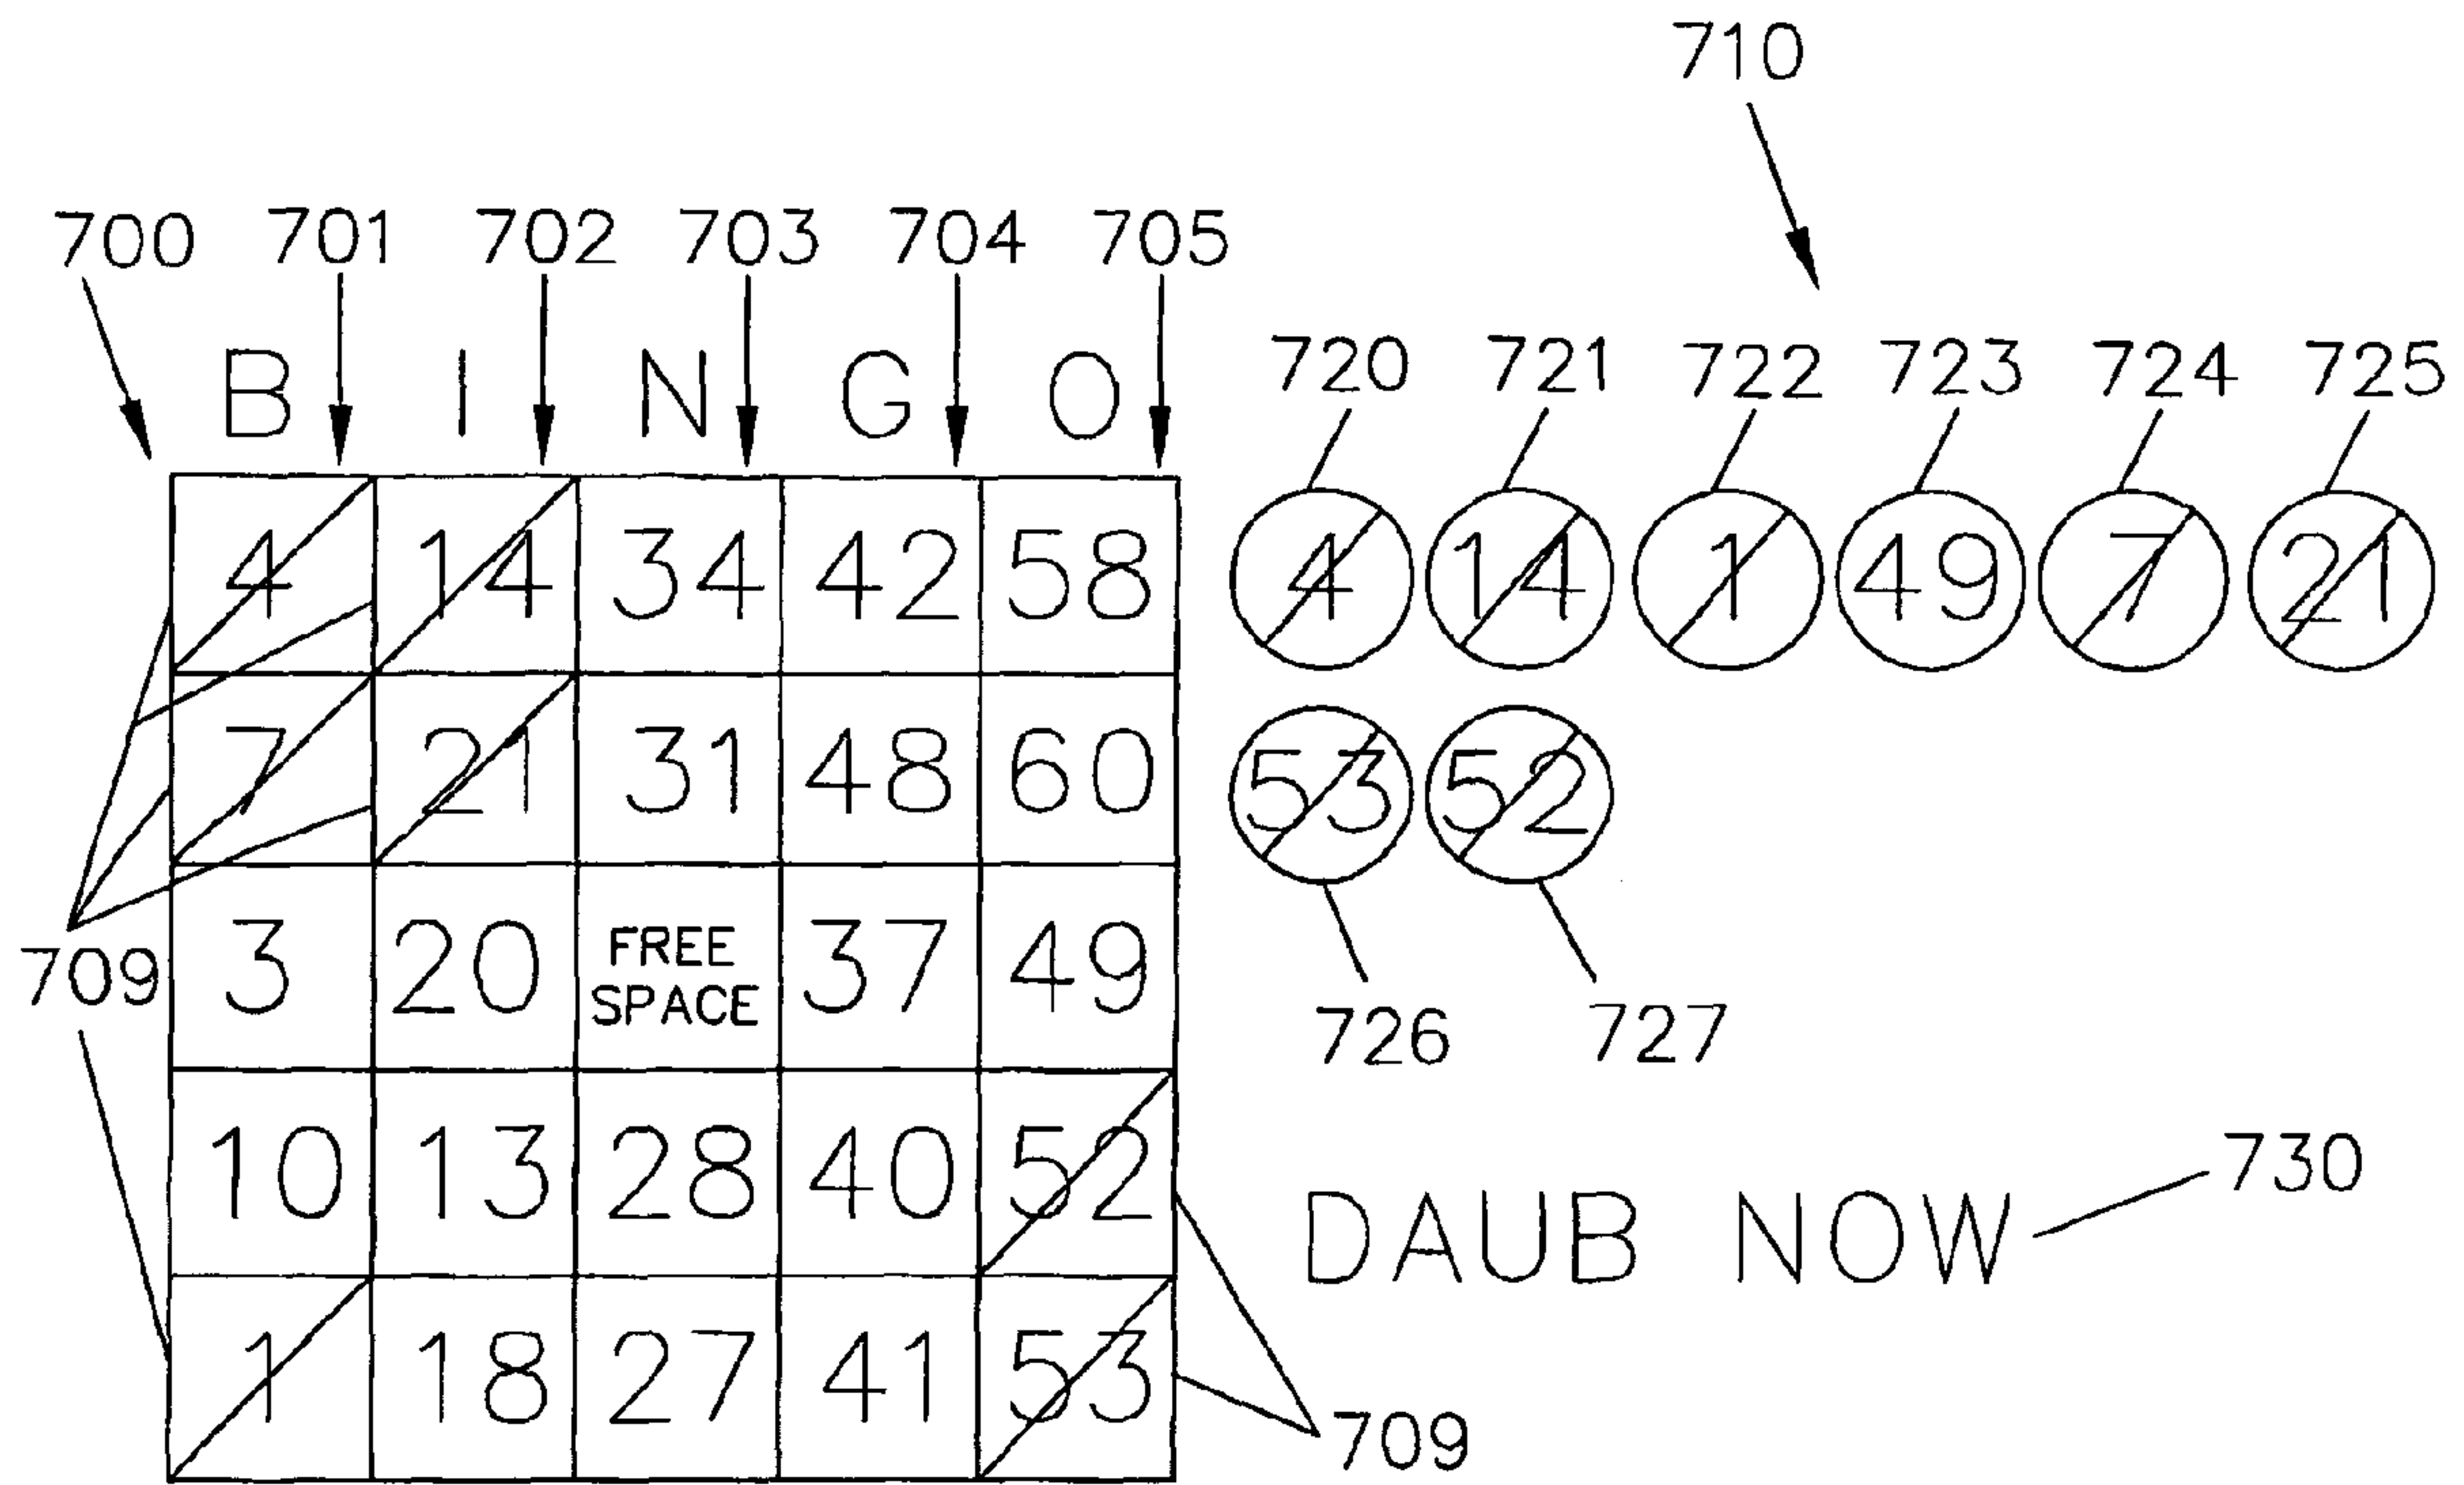 710
700 701 702 703 704 705
B I N G O
720 721 722 723 724 725
4 14 34 42 58
4 14 1 49 7 21
7 21 31 48 60
53 52
3 20 FREE SPACE 37 49
709
726 727
10 13 28 40 52
DAUB NOW 730
1 18 27 41 53
709